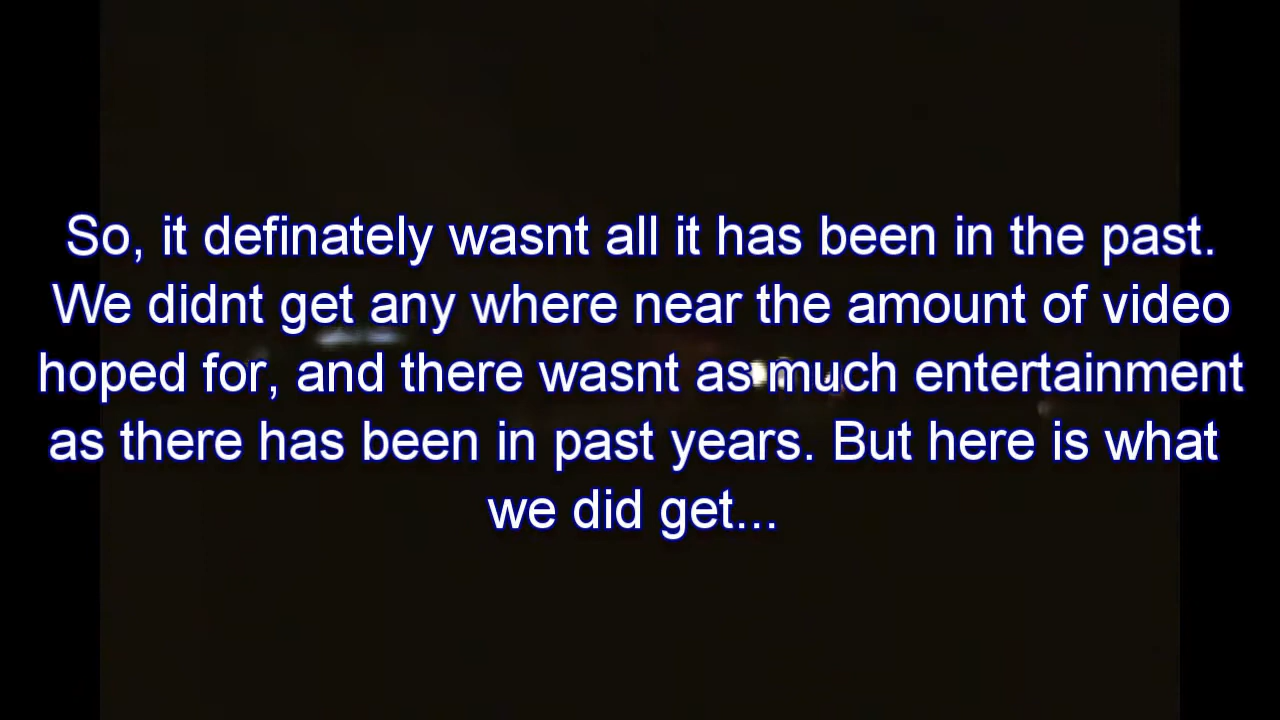 So, it definately wasnt all it has been in the past.
We didnt get any where near the amount of video
hoped for, and there wasnt as much entertainment
as there has been in past years. But here is what
we did get...